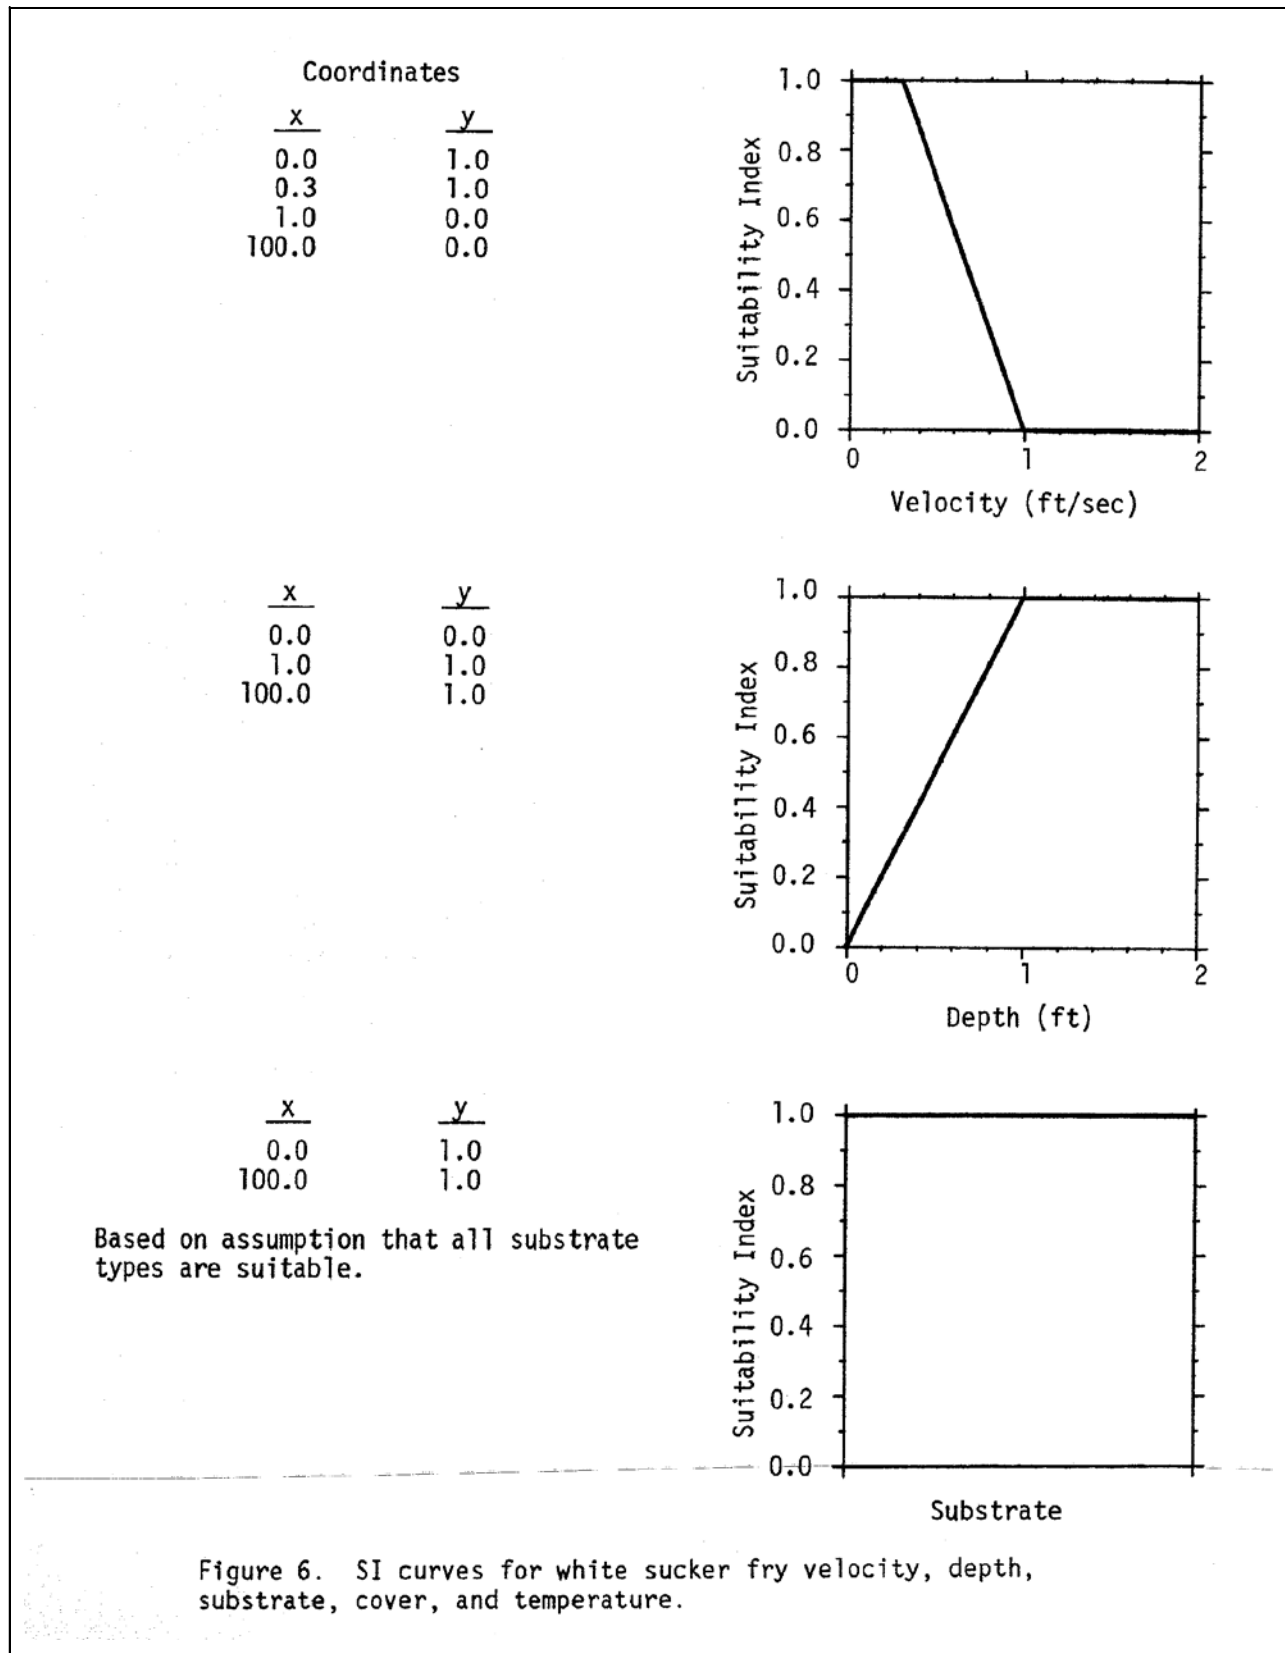 Coordinates
x y
0.0 1.0
0.3 1.0
1.0 0.0
100.0 0.0
1.0
0.8
0.6
0.4
0.2
0.0
Suitability Index
0 1 2
Velocity (ft/sec)
x y
0.0 0.0
1.0 1.0
100.0 1.0
1.0
0.8
0.6
0.4
0.2
0.0
Suitability Index
0 1 2
Depth (ft)
x y
0.0 1.0
100.0 1.0
Based on assumption that all substrate
types are suitable.
1.0
0.8
0.6
0.4
0.2
0.0
Suitability Index
Substrate
Figure 6. SI curves for white sucker fry velocity, depth,
substrate, cover, and temperature.